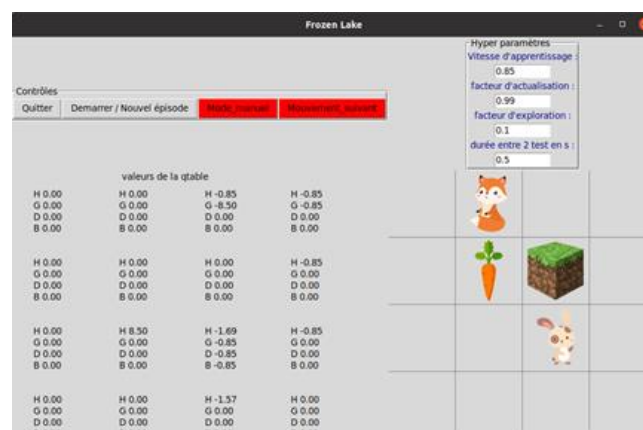 Frozen Lake
Hyper paramètres
Vitesse d'apprentissage :
0.85
facteur d'actualisation :
0.99
facteur d'exploration :
0.1
durée entre 2 test en s :
0.5
Contrôles
Quitter Demarrer / Nouvel épisode Mode_manuel Mouvement_suivant
valeurs de la qtable
H 0.00 H 0.00 H -0.85 H -0.85
G 0.00 G 0.00 G -8.50 G -0.85
D 0.00 D 0.00 D 0.00 D 0.00
B 0.00 B 0.00 B 0.00 B 0.00
H 0.00 H 0.00 H 0.00 H -0.85
G 0.00 G 0.00 G 0.00 G 0.00
D 0.00 D 0.00 D 0.00 D 0.00
B 0.00 B 0.00 B 0.00 B 0.00
H 0.00 H 8.50 H -1.69 H -0.85
G 0.00 G 0.00 G -0.85 G 0.00
D 0.00 D 0.00 D -0.85 D 0.00
B 0.00 B 0.00 B -0.85 B 0.00
H 0.00 H 0.00 H -1.57 H 0.00
G 0.00 G 0.00 G 0.00 G 0.00
D 0.00 D 0.00 D 0.00 D 0.00